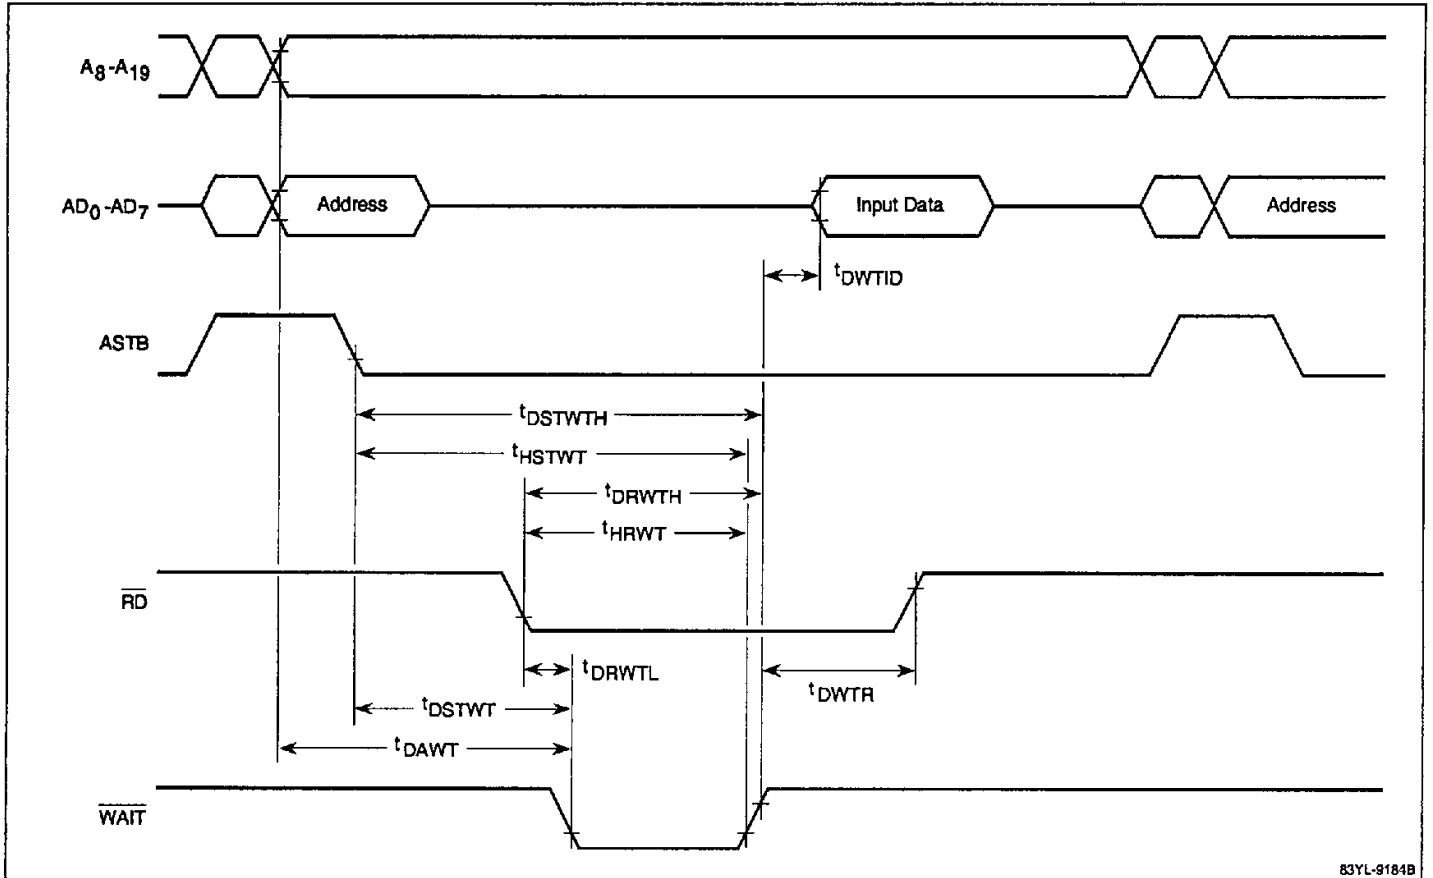 A8-A19
AD0-AD7
Address
Input Data
Address
tDWTID
ASTB
tDSTWTH
tHSTWT
tDRWTH
tHRWT
RD
tDRWTL
tDWTR
tDSTWT
tDAWT
WAIT
83YL-9184B